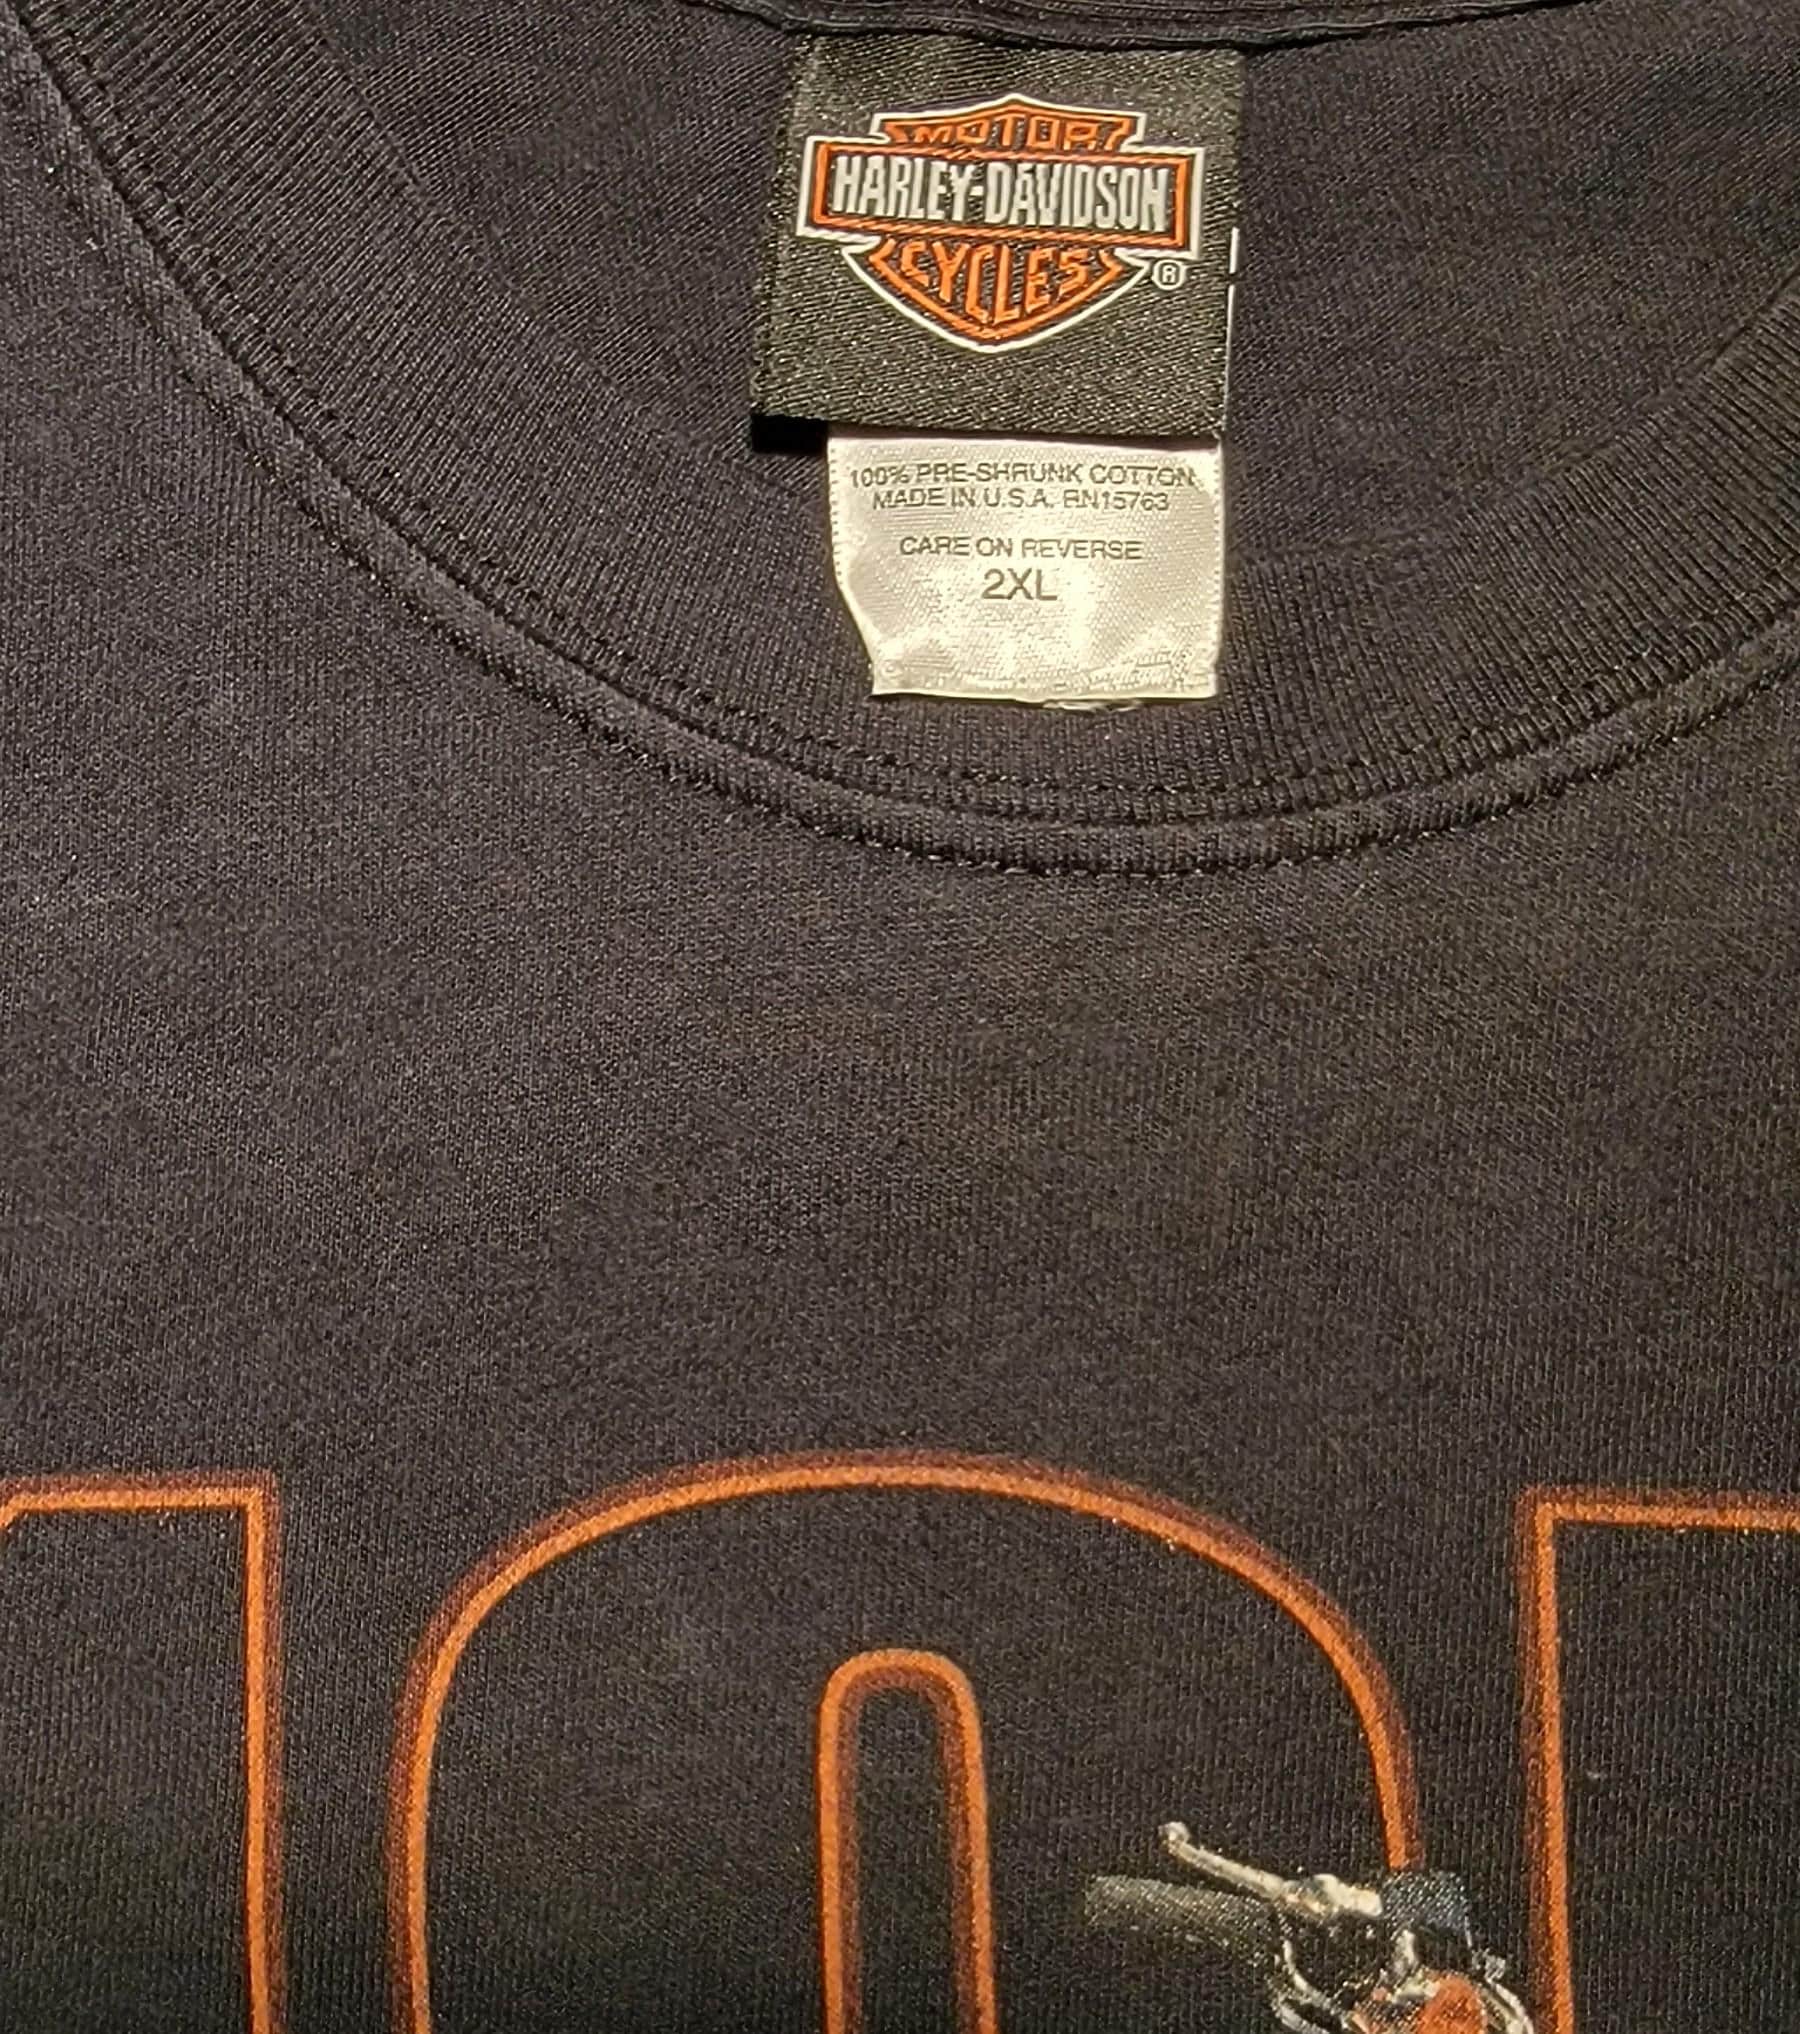 MOTOR
HARLEY-DAVIDSON
CYCLES
®
100% PRE-SHRUNK COTTON
MADE IN U.S.A. RN15763
CARE ON REVERSE
2XL